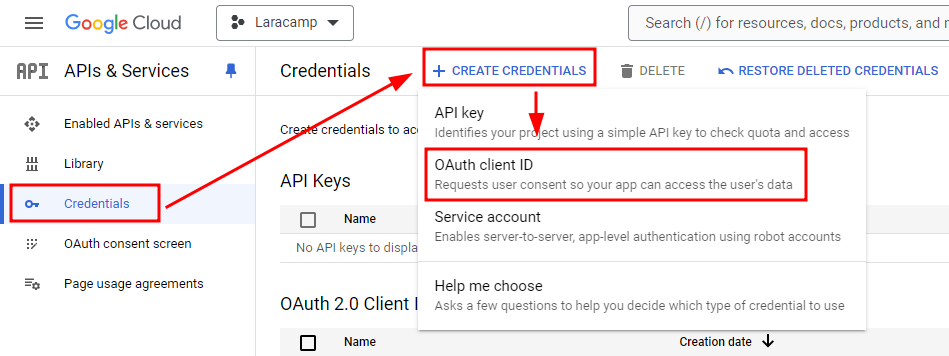 Google Cloud
Laracamp
Search (/) for resources, docs, products, and
API
APIs & Services
Credentials
CREATE CREDENTIALS
DELETE
RESTORE DELETED CREDENTIALS
Enabled APIs & services
Library
Credentials
OAuth consent screen
Page usage agreements
Create credentials to
API key
Identifies your project using a simple API key to check quota and access
OAuth client ID
Requests user consent so your app can access the user's data
Service account
Enables server-to-server, app-level authentication using robot accounts
Help me choose
Asks a few questions to help you decide which type of credential to use
API Keys
Name
No API keys to
OAuth 2.0 Client
Name
Creation date